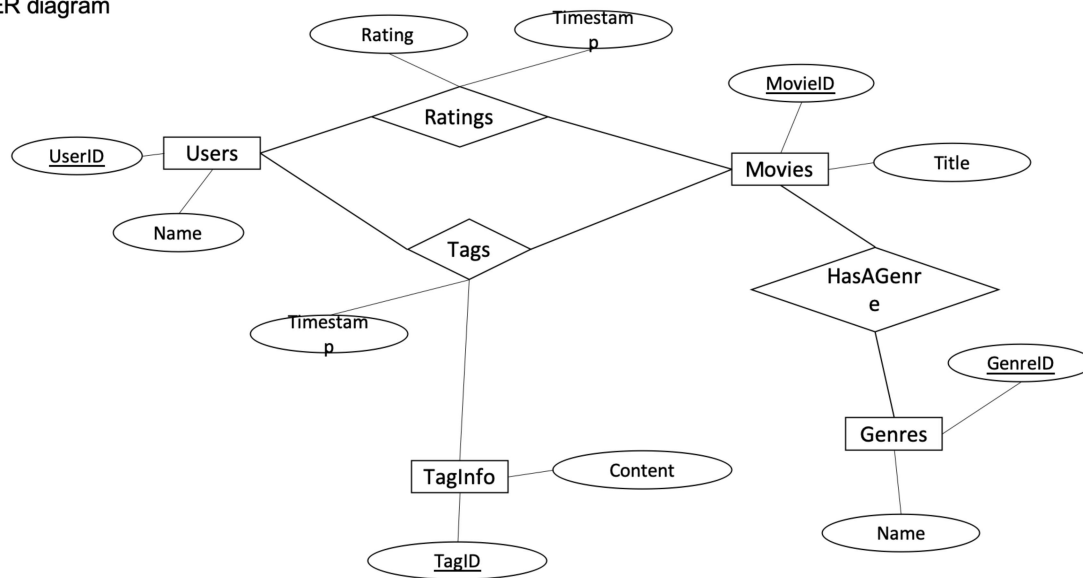 ER diagram
Rating
Timestam
p
MovieID
Ratings
UserID
Users
Movies
Title
Name
Tags
HasAGenr
e
Timestam
p
GenreID
Genres
TagInfo
Content
Name
TagID